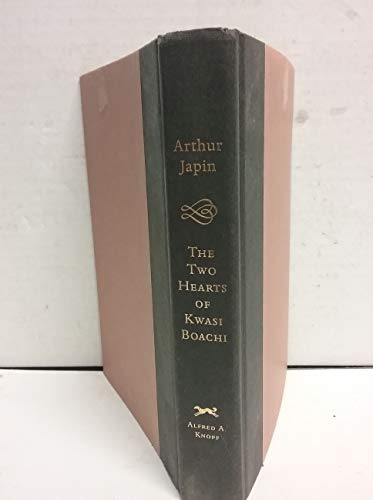 Arthur
Japin
THE
TWO
HEARTS
OF
KWASI
BOACHI
ALFRED A.
KNOPF